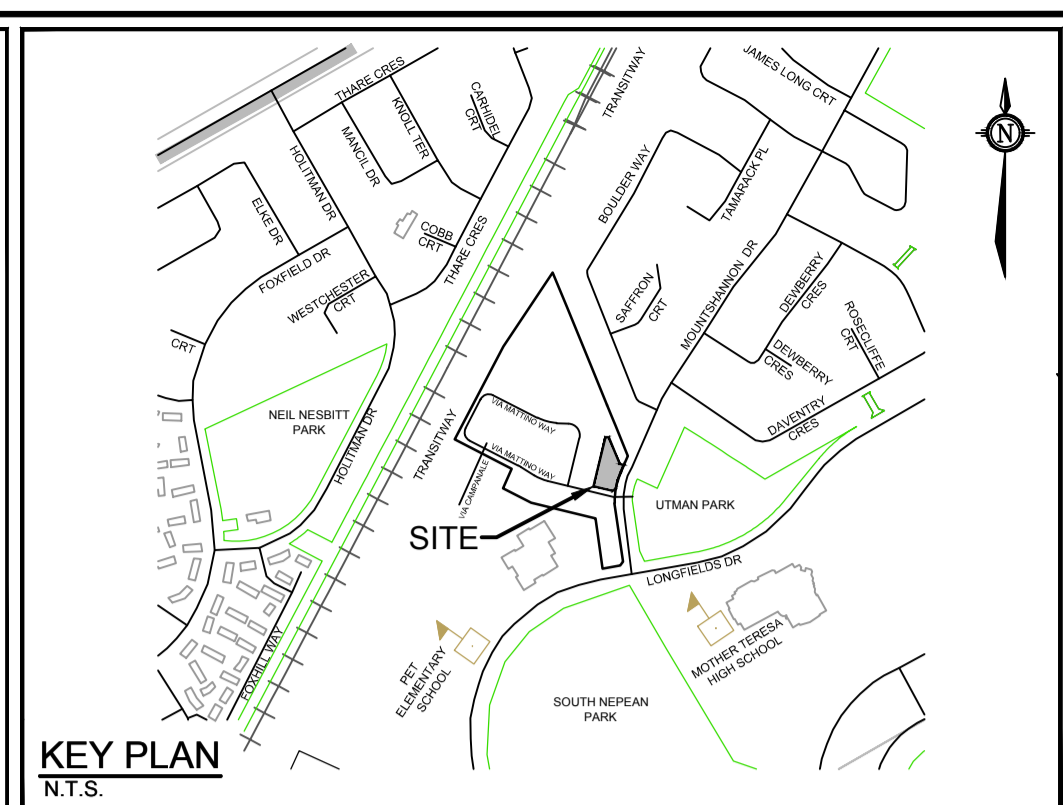 THARE CRES
KNOLL TER
CARHIDEL
CRT
MANCIL DR
HOLITMAN DR
ELKE DR
FOXFIELD DR
COBB
CRT
WESTCHESTER
CRT
THARE CRES
TRANSITWAY
JAMES LONG CRT
N
BOULDER WAY
TAMARACK PL
SAFFRON
CRT
MOUNTSHANNON DR
DEWBERRY
CRES
DEWBERRY
CRES
ROSECLIFFE
CRT
DAVENTRY
CRES
CRT
NEIL NESBITT
PARK
HOLITMAN DR
TRANSITWAY
VIA MATTINO WAY
VIA MATTINO WAY
VIA CAMPANALE
SITE
UTMAN PARK
LONGFIELDS DR
FOXHILL WAY
PET
ELEMENTARY
SCHOOL
MOTHER TERESA
HIGH SCHOOL
SOUTH NEPEAN
PARK
KEY PLAN
N.T.S.